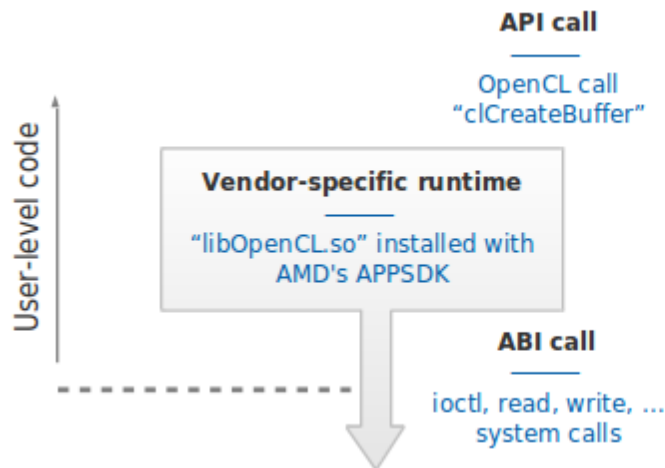 API call
OpenCL call
“clCreateBuffer”
User-level code
Vendor-specific runtime
“libOpenCL.so” installed with
AMD's APPSDK
ABI call
ioctl, read, write, ...
system calls